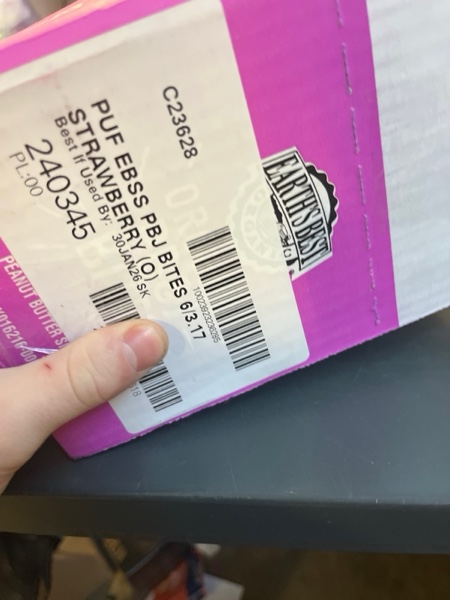 C23628
PUF EBSS PBJ BITES 6/3.17
STRAWBERRY (O)
Best If Used By: 30JAN26 SK
240345
PL:00
EARTH'S BEST
PEANUT BUTTER